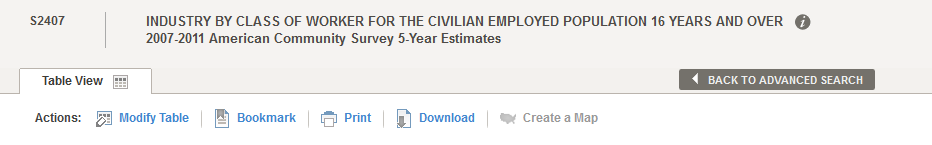 S2407
INDUSTRY BY CLASS OF WORKER FOR THE CIVILIAN EMPLOYED POPULATION 16 YEARS AND OVER i
2007-2011 American Community Survey 5-Year Estimates
Table View
BACK TO ADVANCED SEARCH
Actions: Modify Table Bookmark Print Download Create a Map